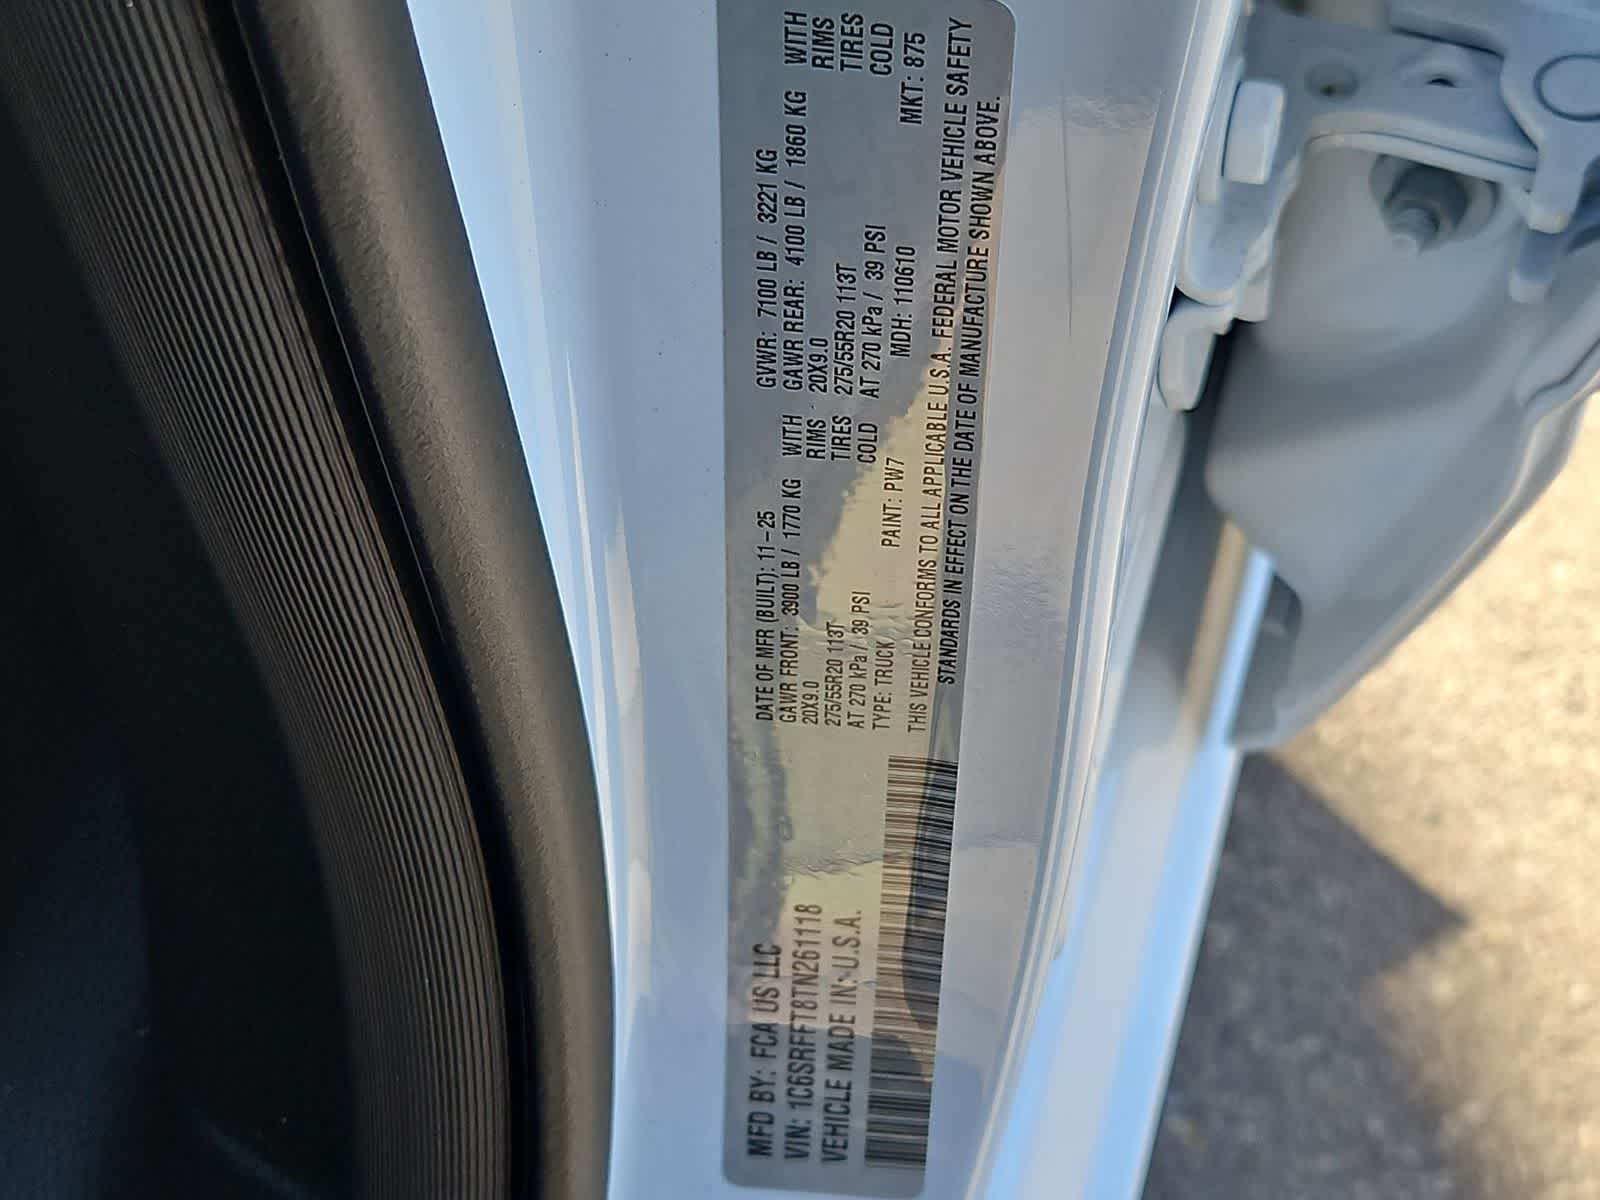 MFD BY: FCA US LLC
VIN: 1C6SRFFT8TN261118
VEHICLE MADE IN: U.S.A.
DATE OF MFR (BUILT): 11-25 GVWR: 7100 LB / 3221 KG
GAWR FRONT: 3900 LB / 1770 KG WITH GAWR REAR: 4100 LB / 1860 KG WITH
20X9.0 RIMS 20X9.0 RIMS
275/55R20 113T TIRES 275/55R20 113T TIRES
AT 270 kPa / 39 PSI COLD AT 270 kPa / 39 PSI COLD
TYPE: TRUCK PAINT: PW7 MDH: 110610 MKT: 875
THIS VEHICLE CONFORMS TO ALL APPLICABLE U.S.A. FEDERAL MOTOR VEHICLE SAFETY
STANDARDS IN EFFECT ON THE DATE OF MANUFACTURE SHOWN ABOVE.